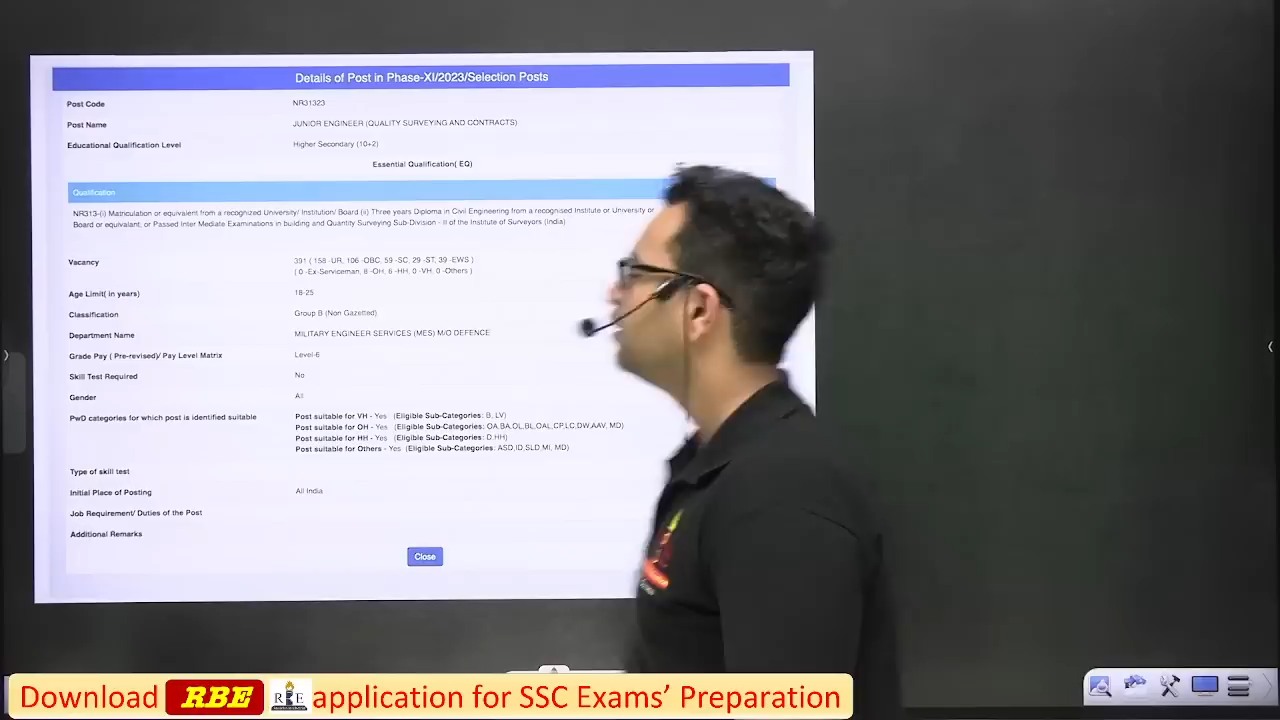 Details of Post in Phase-XI/2023/Selection Posts
Post Code NR31323
Post Name JUNIOR ENGINEER (QUALITY SURVEYING AND CONTRACTS)
Educational Qualification Level Higher Secondary (10+2)
Essential Qualification( EQ)
Qualification
NR313-(i) Matriculation or equivalent from a recognized University/ Institution/ Board (ii) Three years Diploma in Civil Engineering from a recognised Institute or University or
Board or equivalant, or Passed Inter Mediate Examinations in building and Quantity Surveying Sub-Division - II of the Institute of Surveyors (India)
Vacancy 391 ( 158 -UR, 106 -OBC, 59 -SC, 29 -ST, 39 -EWS )
( 0 -Ex-Serviceman, 8 -OH, 6 -HH, 0 -VH, 0 -Others )
Age Limit( in years) 18-25
Classification Group B (Non Gazetted)
Department Name MILITARY ENGINEER SERVICES (MES) M/O DEFENCE
Grade Pay ( Pre-revised)/ Pay Level Matrix Level-6
Skill Test Required No
Gender All
PwD categories for which post is identified suitable Post suitable for VH - Yes (Eligible Sub-Categories: B, LV)
Post suitable for OH - Yes (Eligible Sub-Categories: OA,BA,OL,BL,OAL,CP,LC,DW,AAV, MD)
Post suitable for HH - Yes (Eligible Sub-Categories: D,HH)
Post suitable for Others - Yes (Eligible Sub-Categories: ASD,ID,SLD,MI, MD)
Type of skill test
Initial Place of Posting All India
Job Requirement/ Duties of the Post
Additional Remarks
Close
Download RBE RBE application for SSC Exams' Preparation